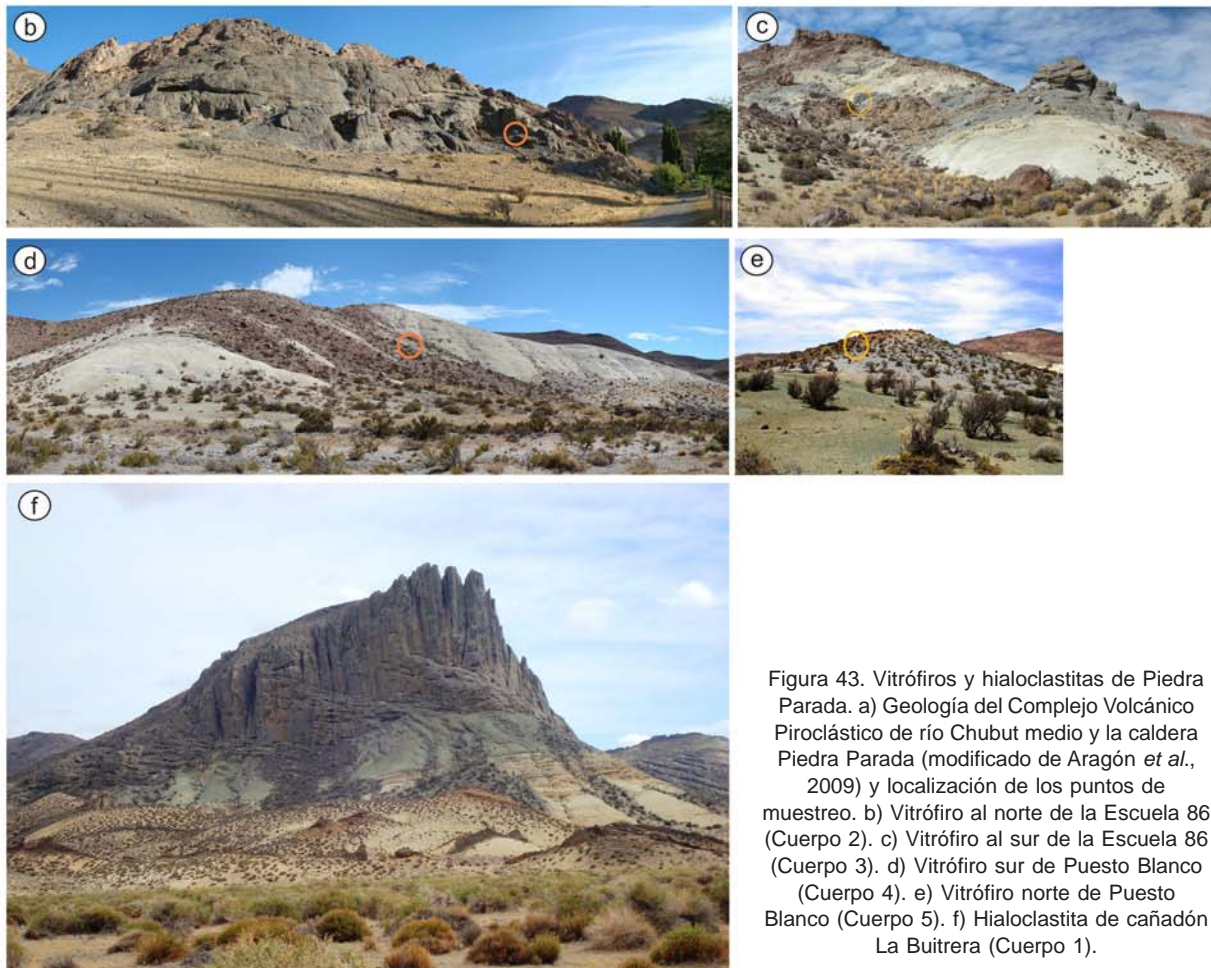 b
c
d
e
f
Figura 43. Vitrófiros y hialoclastitas de Piedra
Parada. a) Geología del Complejo Volcánico
Piroclástico de río Chubut medio y la caldera
Piedra Parada (modificado de Aragón et al.,
2009) y localización de los puntos de
muestreo. b) Vitrófiro al norte de la Escuela 86
(Cuerpo 2). c) Vitrófiro al sur de la Escuela 86
(Cuerpo 3). d) Vitrófiro sur de Puesto Blanco
(Cuerpo 4). e) Vitrófiro norte de Puesto
Blanco (Cuerpo 5). f) Hialoclastita de cañadón
La Buitrera (Cuerpo 1).